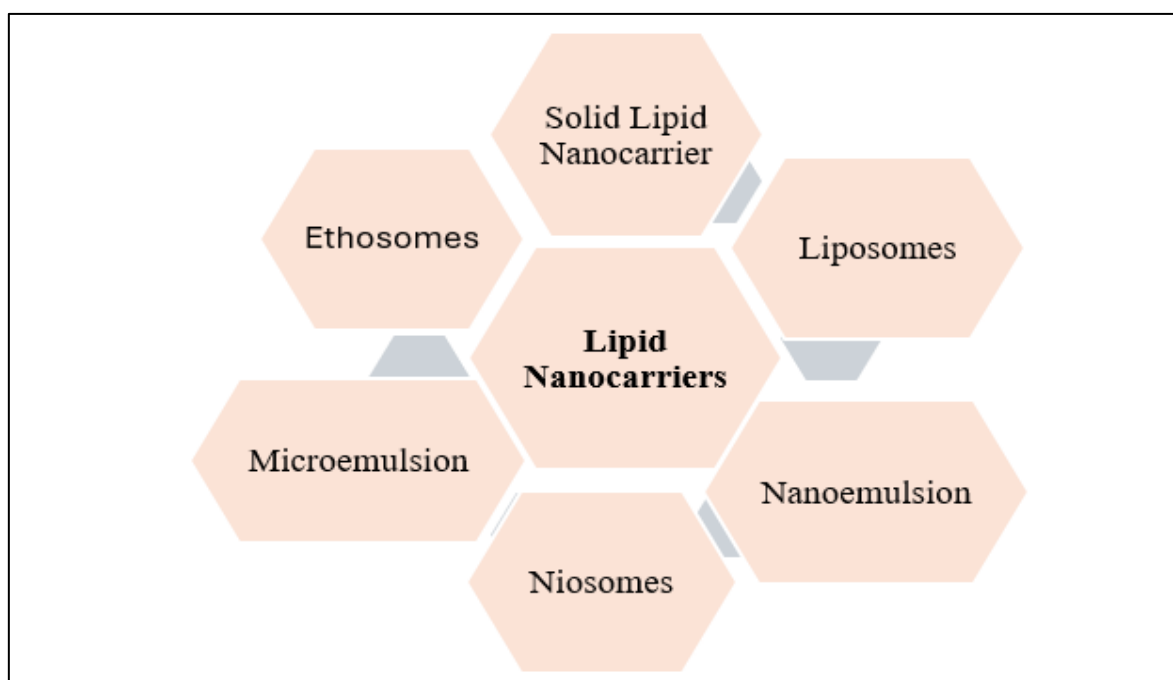 Solid Lipid
Nanocarrier
Ethosomes
Liposomes
Lipid
Nanocarriers
Microemulsion
Nanoemulsion
Niosomes